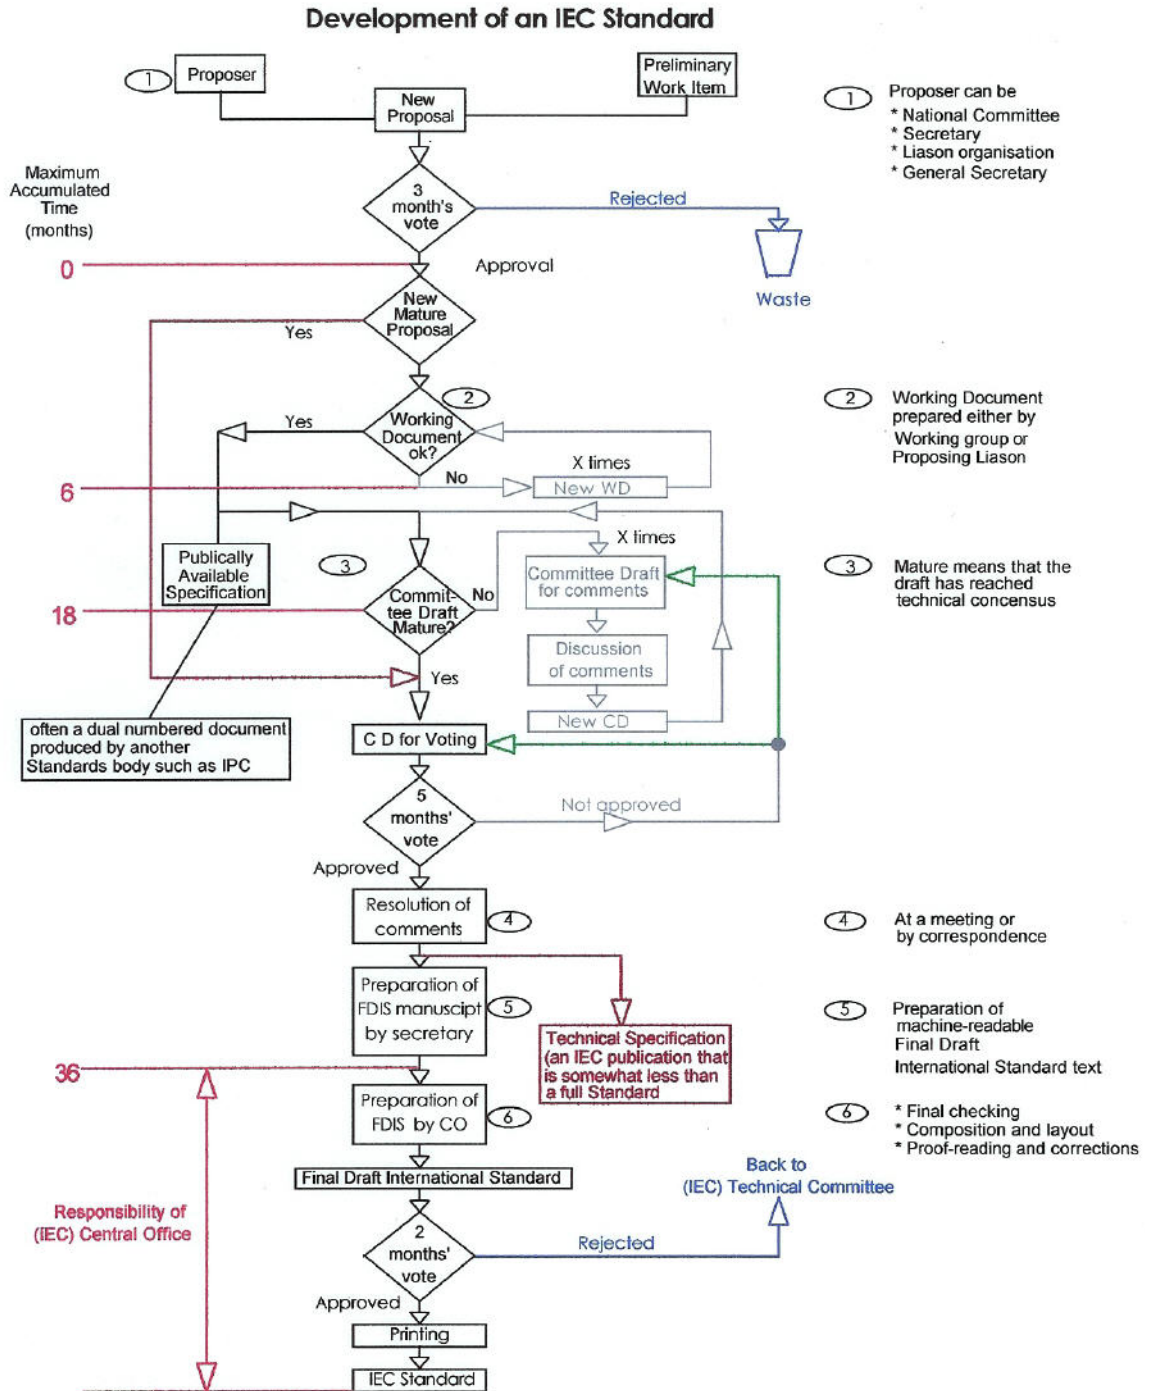 Development of an IEC Standard
1
Proposer
Preliminary
Work Item
New
Proposal
1
Proposer can be
* National Committee
* Secretary
* Liason organisation
* General Secretary
Maximum
Accumulated
Time
(months)
3
month's
vote
Rejected
Waste
0
Approval
New
Mature
Proposal
Yes
2
Working
Document
ok?
Yes
No
X times
New WD
6
2
Working Document
prepared either by
Working group or
Proposing Liason
Publically
Available
Specification
3
X times
Commit-
tee Draft
Mature?
No
Committee Draft
for comments
3
Mature means that the
draft has reached
technical concensus
18
Discussion
of comments
Yes
New CD
often a dual numbered document
produced by another
Standards body such as IPC
C D for Voting
5
months'
vote
Not approved
Approved
Resolution of
comments
4
4
At a meeting or
by correspondence
Preparation of
FDIS manuscipt
by secretary
5
5
Preparation of
machine-readable
Final Draft
International Standard text
Technical Specification
(an IEC publication that
is somewhat less than
a full Standard
36
Preparation of
FDIS by CO
6
6
* Final checking
* Composition and layout
* Proof-reading and corrections
Final Draft International Standard
Back to
(IEC) Technical Committee
Responsibility of
(IEC) Central Office
2
months'
vote
Rejected
Approved
Printing
IEC Standard